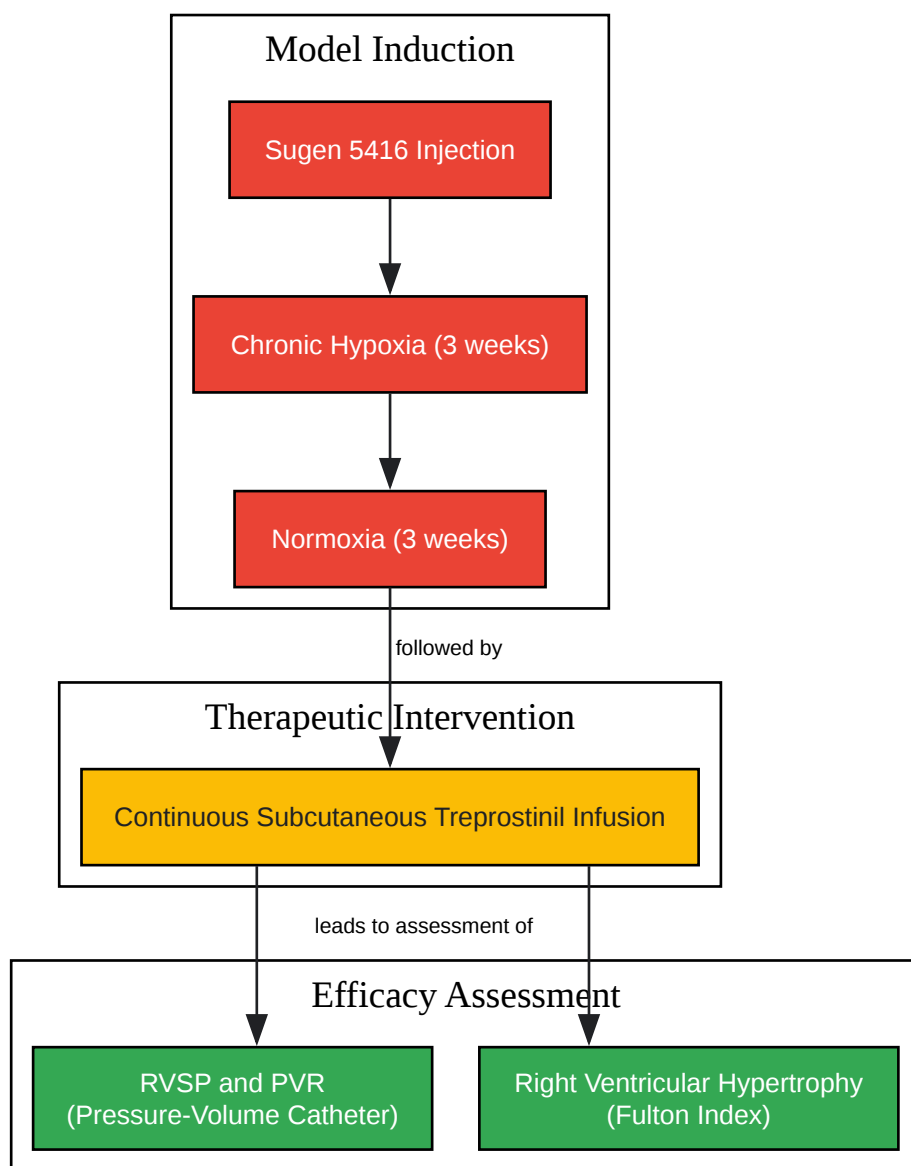 Model Induction
Sugen 5416 Injection
Chronic Hypoxia (3 weeks)
Normoxia (3 weeks)
followed by
Therapeutic Intervention
Continuous Subcutaneous Treprostinil Infusion
leads to assessment of
Efficacy Assessment
RVSP and PVR
(Pressure-Volume Catheter)
Right Ventricular Hypertrophy
(Fulton Index)